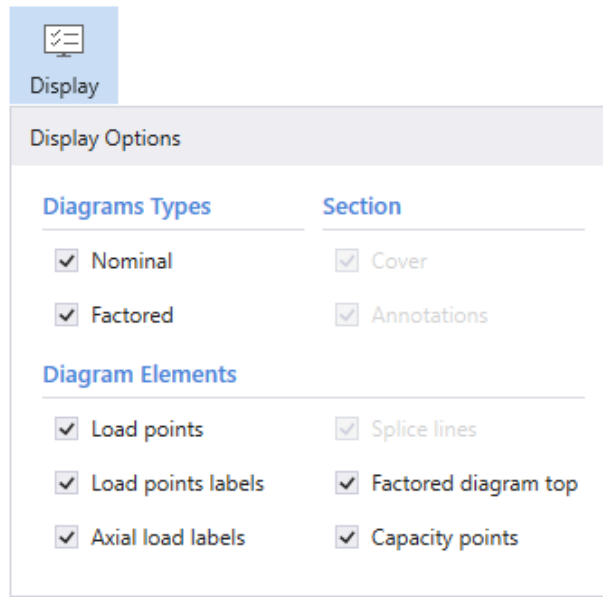 Display
Display Options
Diagrams Types
Section
Nominal
Cover
Factored
Annotations
Diagram Elements
Load points
Splice lines
Load points labels
Factored diagram top
Axial load labels
Capacity points